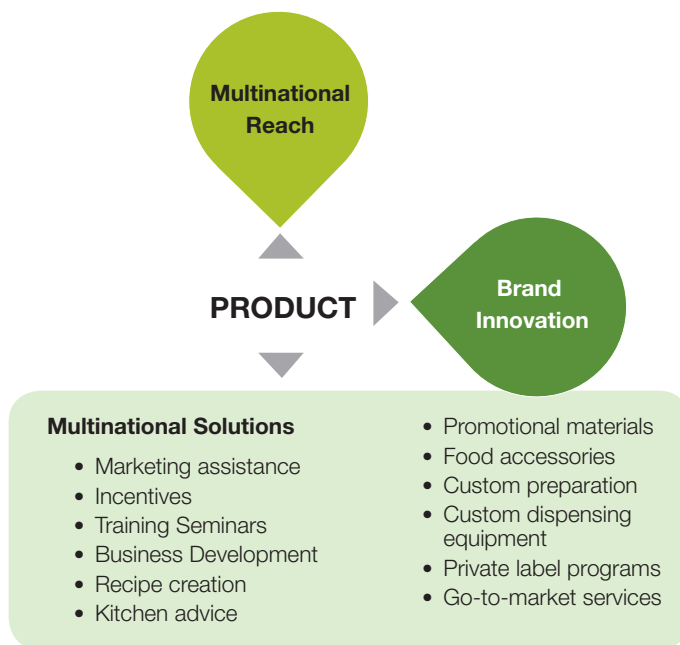 Multinational
Reach
PRODUCT
Brand
Innovation
Multinational Solutions
• Marketing assistance
• Incentives
• Training Seminars
• Business Development
• Recipe creation
• Kitchen advice
• Promotional materials
• Food accessories
• Custom preparation
• Custom dispensing
equipment
• Private label programs
• Go-to-market services